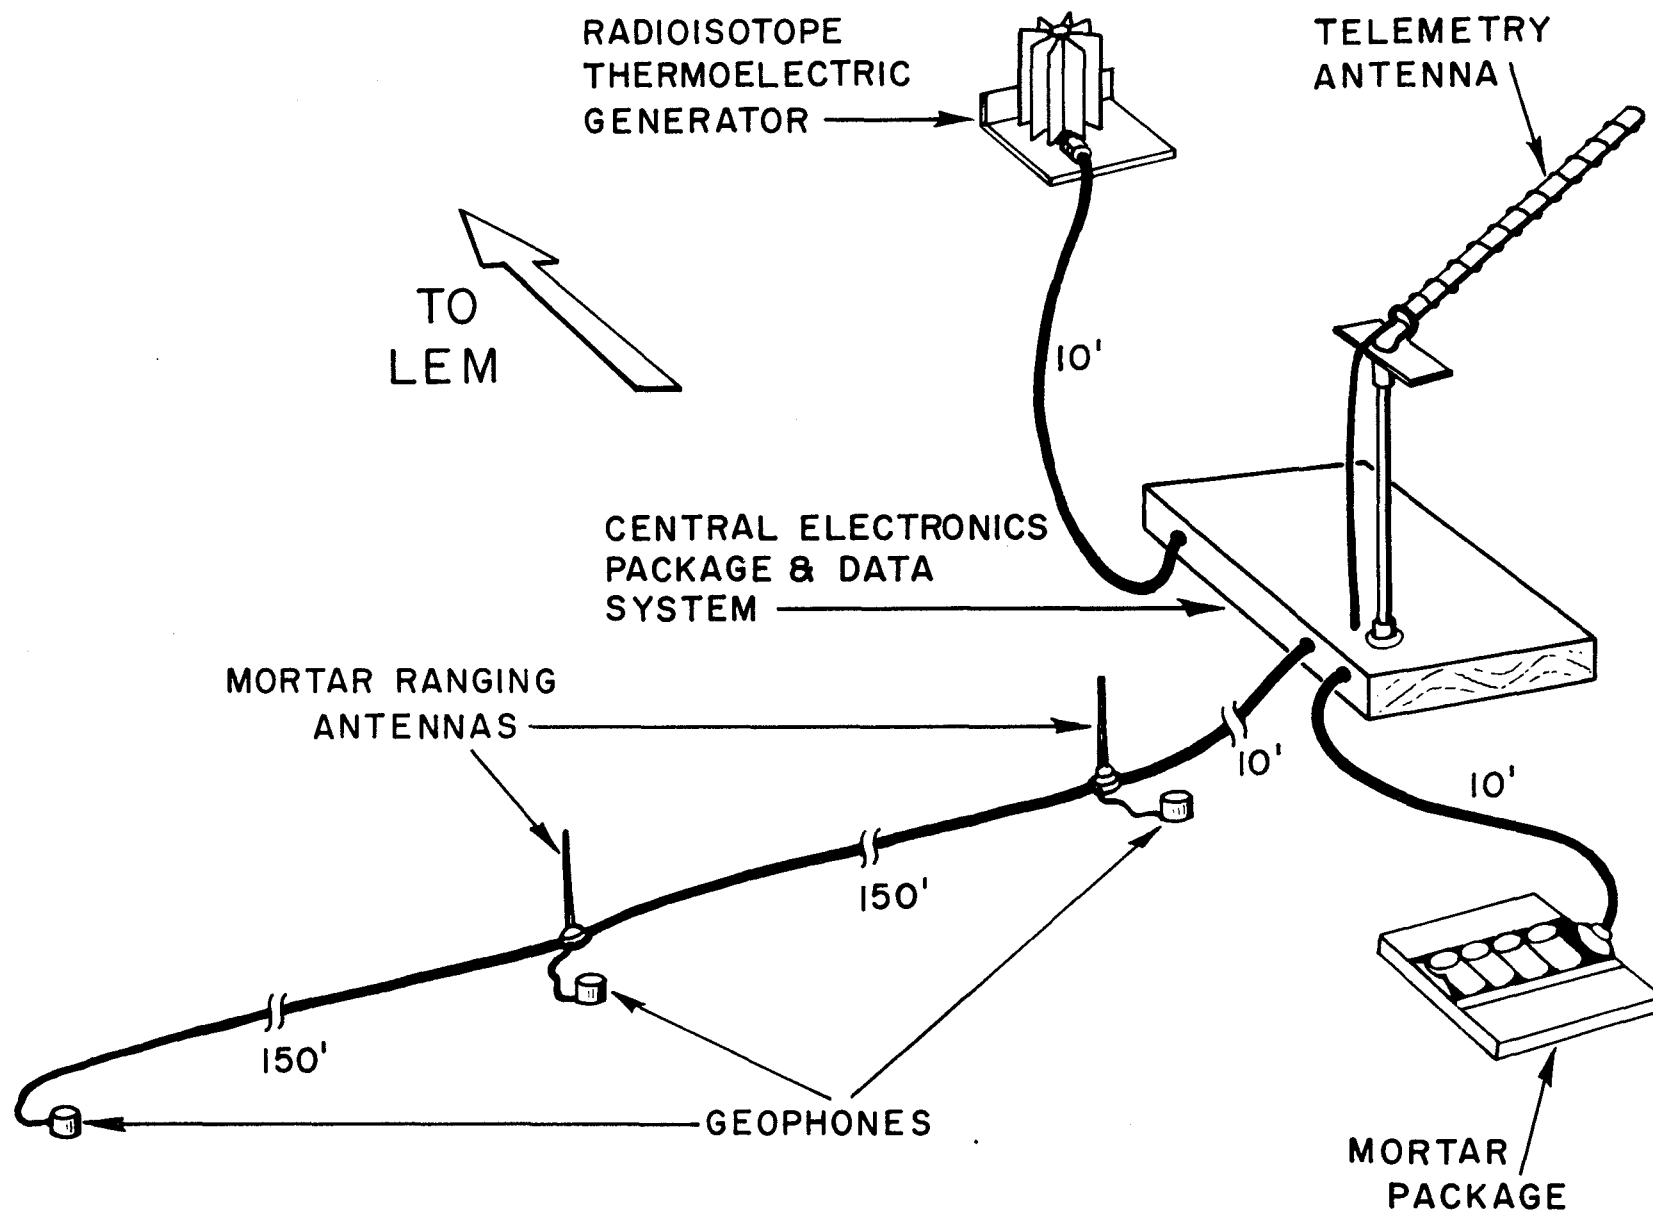 RADIOISOTOPE
THERMOELECTRIC
GENERATOR
TELEMETRY
ANTENNA
TO
LEM
10'
CENTRAL ELECTRONICS
PACKAGE & DATA
SYSTEM
MORTAR RANGING
ANTENNAS
10'
10'
150'
150'
GEOPHONES
MORTAR
PACKAGE